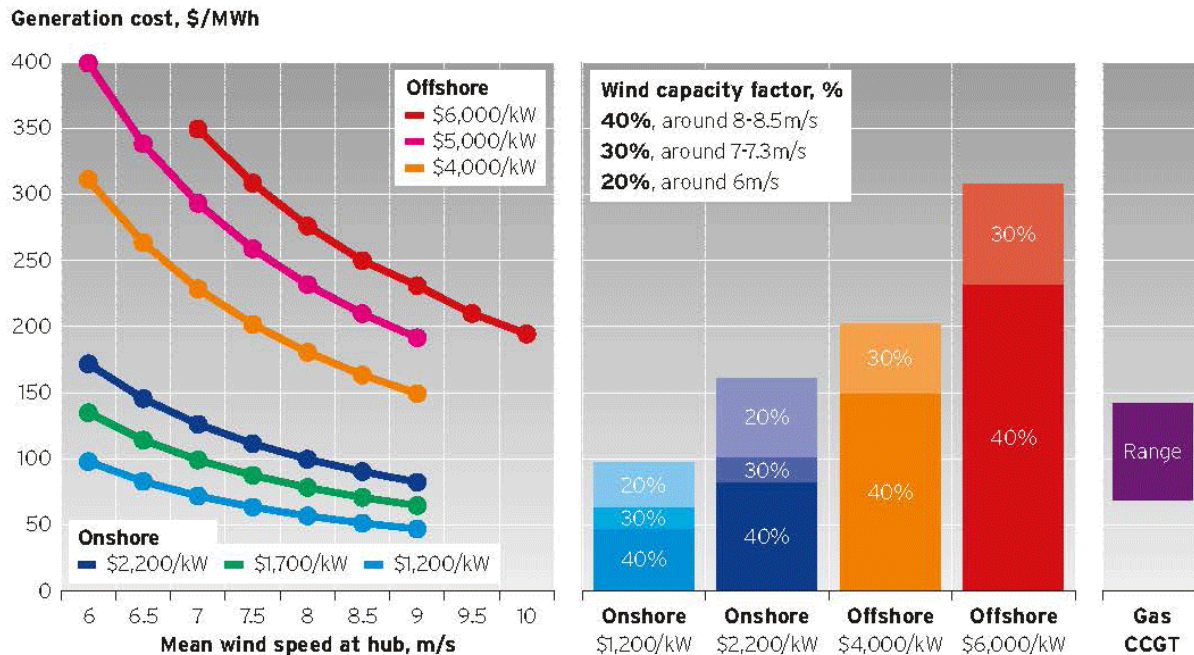 Generation cost, $/MWh
400
350
300
250
200
150
100
50
0
Offshore
$6,000/kW
$5,000/kW
$4,000/kW
Onshore
$2,200/kW $1,700/kW $1,200/kW
6 6.5 7 7.5 8 8.5 9 9.5 10
Mean wind speed at hub, m/s
Wind capacity factor, %
40%, around 8-8.5m/s
30%, around 7-7.3m/s
20%, around 6m/s
20%
30%
40%
20%
30%
40%
30%
40%
30%
40%
Range
Onshore
$1,200/kW
Onshore
$2,200/kW
Offshore
$4,000/kW
Offshore
$6,000/kW
Gas
CCGT